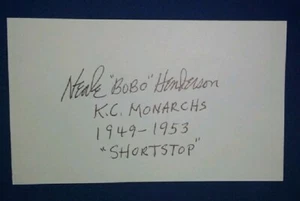 Neale "BOBO" Henderson
K.C. MONARCHS
1949-1953
"SHORTSTOP"